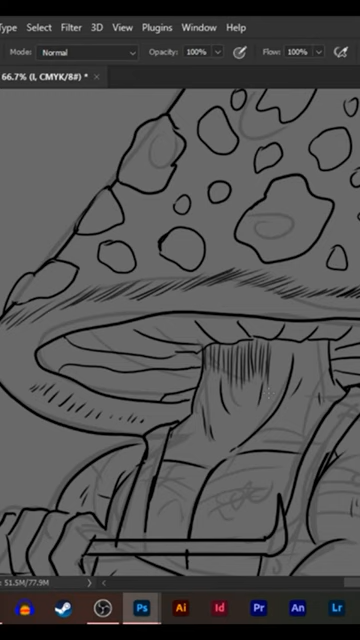 Type Select Filter 3D View Plugins Window Help
Mode: Normal Opacity: 100% Flow: 100%
66.7% (I, CMYK/8#) * ×
: 51.5M/77.9M
Ps Ai Id Pr An Lr